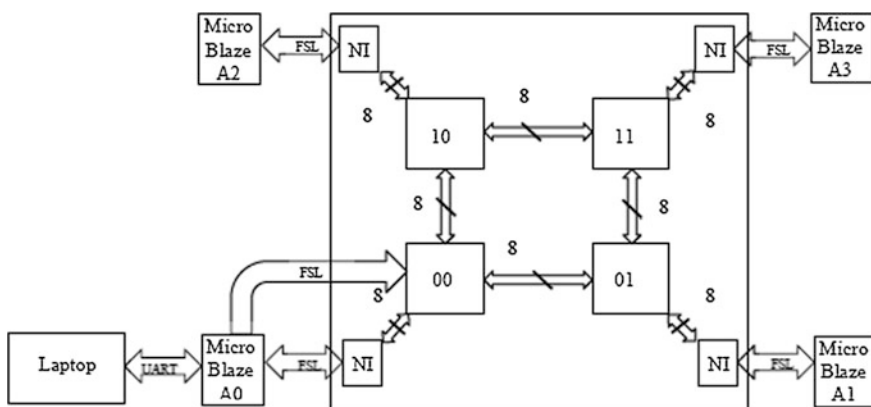 Micro
Blaze
A2
FSL
NI
NI
FSL
Micro
Blaze
A3
8
8
8
10
11
8
8
8
FSL
00
01
8
8
Laptop
UART
Micro
Blaze
A0
FSL
NI
NI
FSL
Micro
Blaze
A1